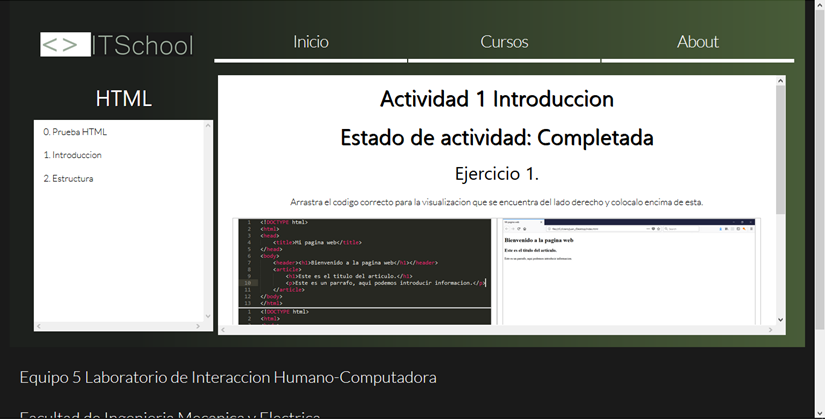 <> ITSchool
Inicio
Cursos
About
HTML
0. Prueba HTML
1. Introduccion
2. Estructura
Actividad 1 Introduccion
Estado de actividad: Completada
Ejercicio 1.
Arrastra el codigo correcto para la visualizacion que se encuentra del lado derecho y colocalo encima de esta.
1 <!DOCTYPE html>
2 <html>
3 <head>
4 <title>Mi pagina web</title>
5 </head>
6 <body>
7 <header><h1>Bienvenido a la pagina web</h1></header>
8 <article>
9 <h1>Este es el titulo del articulo.</h1>
10 <p>Este es un parrafo, aqui podemos introducir informacion.</p>
11 </article>
12 </body>
13 </html>
1 <!DOCTYPE html>
2 <html>
Bienvenido a la pagina web
Este es el titulo del articulo.
Este es un parrafo, aqui podemos introducir informacion.
Equipo 5 Laboratorio de Interaccion Humano-Computadora
Facultad de Ingenieria Mecanica y Electrica